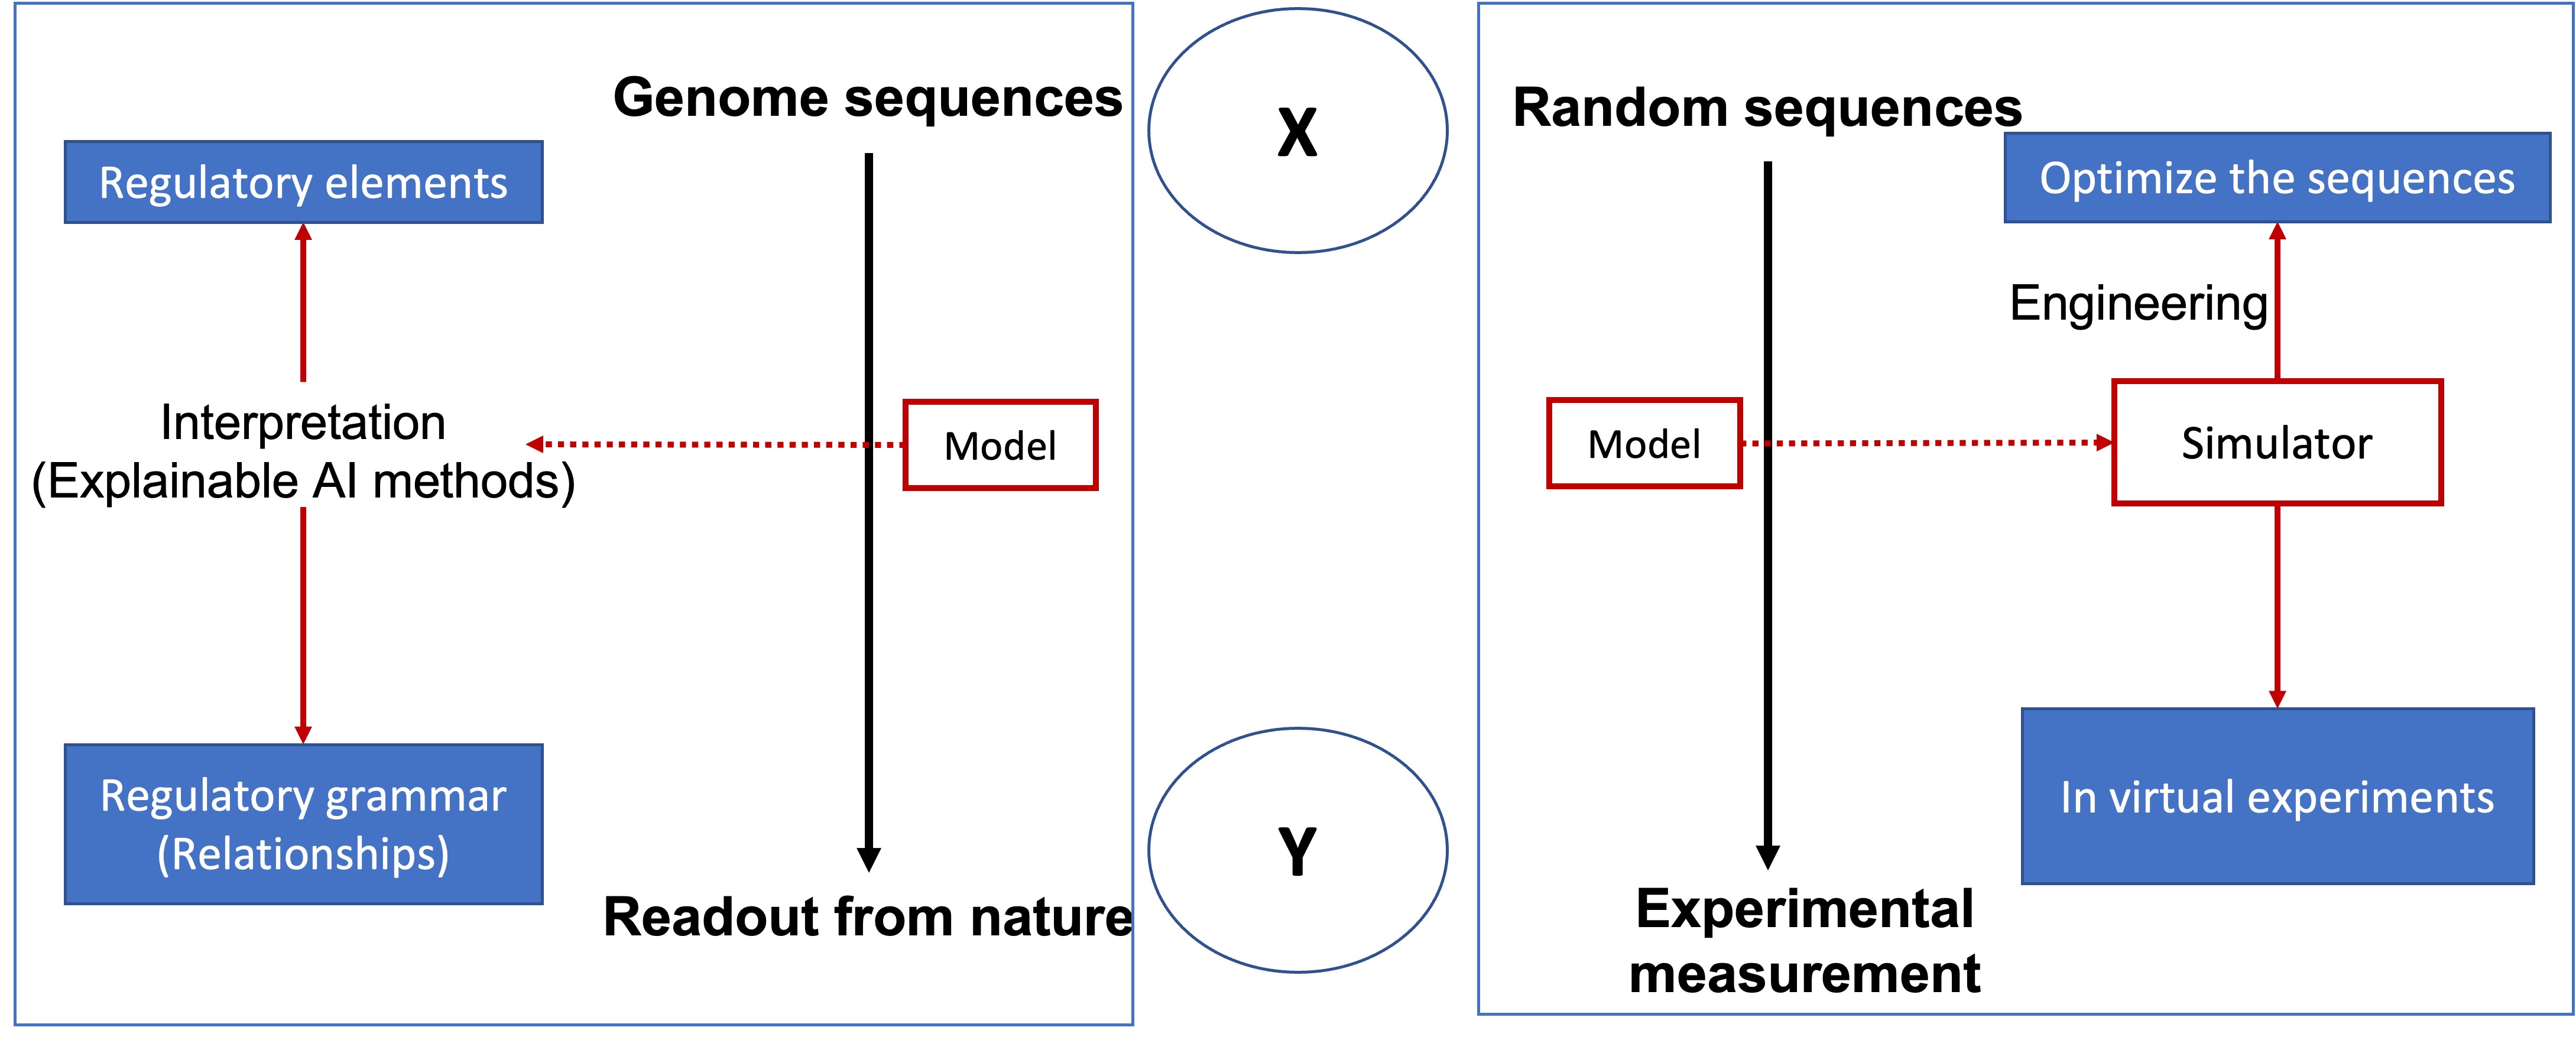 Genome sequences
Regulatory elements
Interpretation
(Explainable AI methods)
Model
Regulatory grammar
(Relationships)
Readout from nature
X
Y
Random sequences
Optimize the sequences
Engineering
Model
Simulator
In virtual experiments
Experimental
measurement